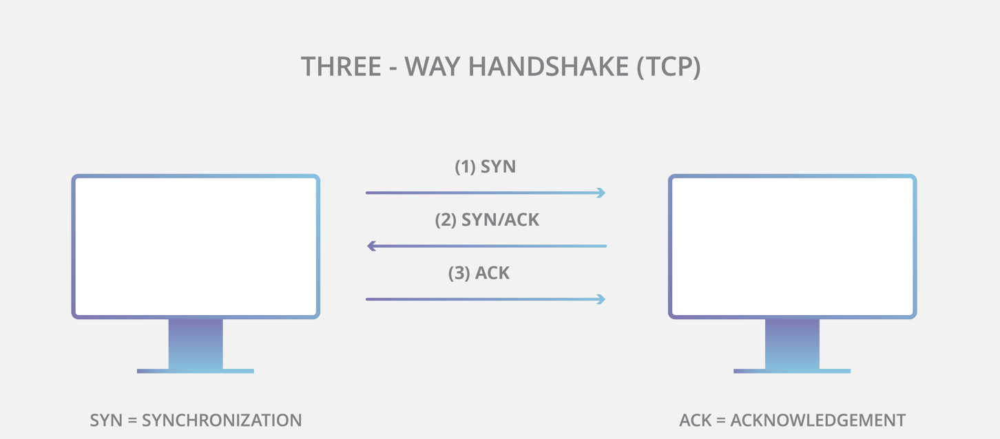 THREE - WAY HANDSHAKE (TCP)
(1) SYN
(2) SYN/ACK
(3) ACK
SYN = SYNCHRONIZATION
ACK = ACKNOWLEDGEMENT